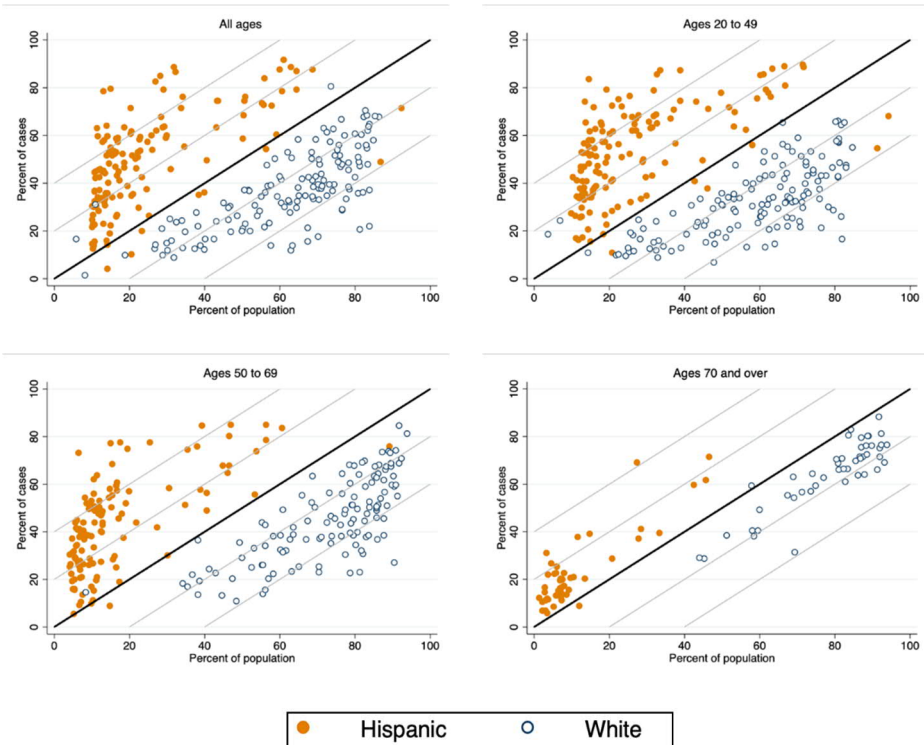 All ages
Percent of cases
0 20 40 60 80 100
0 20 40 60 80 100
Percent of population
Ages 20 to 49
Percent of cases
0 20 40 60 80 100
0 20 40 60 80 100
Percent of population
Ages 50 to 69
Percent of cases
0 20 40 60 80 100
0 20 40 60 80 100
Percent of population
Ages 70 and over
Percent of cases
0 20 40 60 80 100
0 20 40 60 80 100
Percent of population
Hispanic White